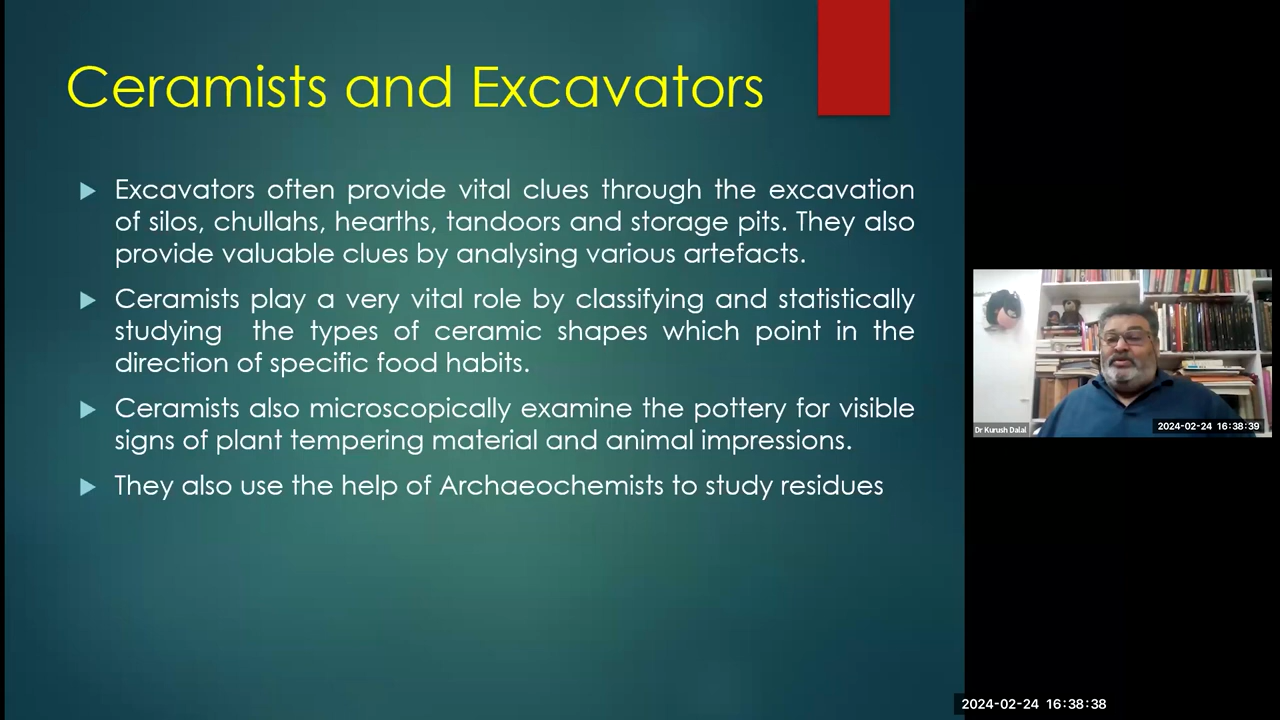 Ceramists and Excavators
Excavators often provide vital clues through the excavation
of silos, chullahs, hearths, tandoors and storage pits. They also
provide valuable clues by analysing various artefacts.
Ceramists play a very vital role by classifying and statistically
studying the types of ceramic shapes which point in the
direction of specific food habits.
Ceramists also microscopically examine the pottery for visible
signs of plant tempering material and animal impressions.
They also use the help of Archaeochemists to study residues
Dr Kurush Dalal
2024-02-24 16:38:39
2024-02-24 16:38:38